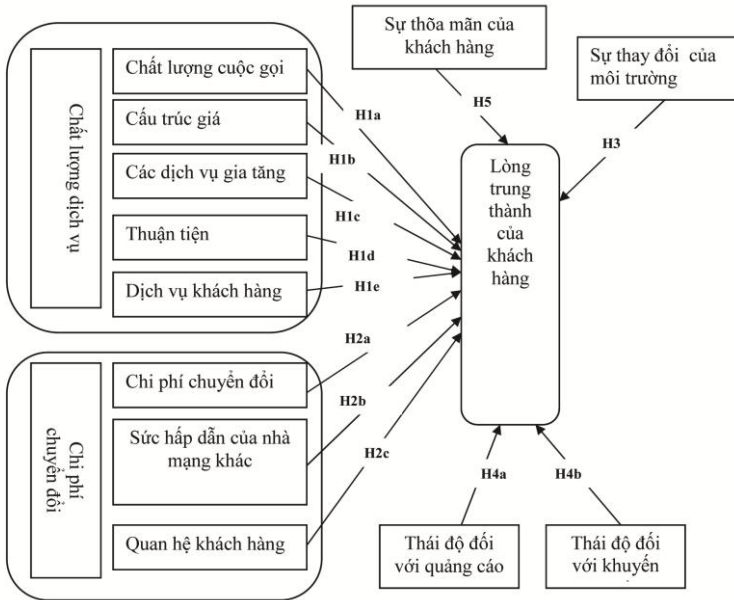 Sự thõa mãn của
khách hàng
Sự thay đổi của
môi trường
H5
H3
Chất lượng dịch vụ
Chất lượng cuộc gọi
Cấu trúc giá
Các dịch vụ gia tăng
Thuận tiện
Dịch vụ khách hàng
H1a
H1b
H1c
H1d
H1e
Lòng
trung
thành
của
khách
hàng
Chi phí
chuyển đổi
Chi phí chuyển đổi
Sức hấp dẫn của nhà
mạng khác
Quan hệ khách hàng
H2a
H2b
H2c
H4a
H4b
Thái độ đối
với quảng cáo
Thái độ đối
với khuyến